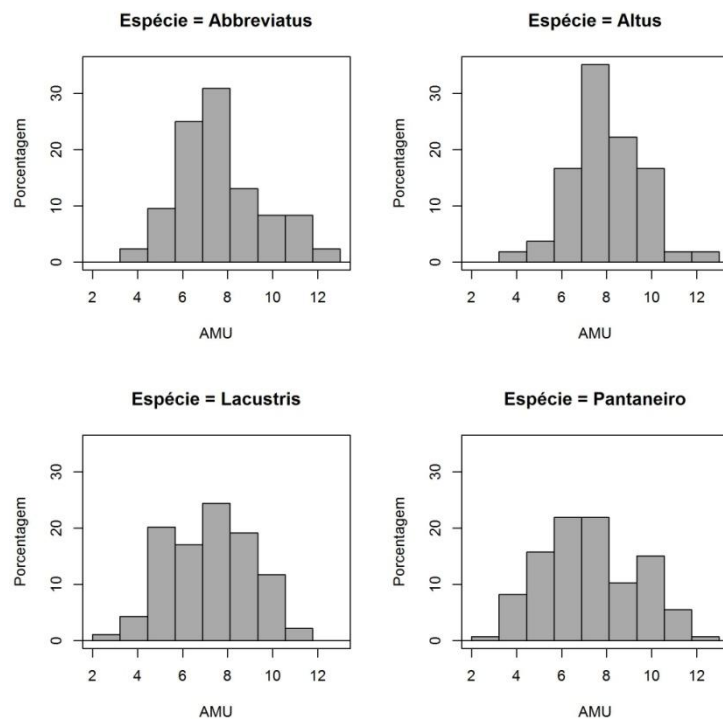 Espécie = Abbreviatus
Porcentagem
30
20
10
0
2 4 6 8 10 12
AMU
Espécie = Altus
Porcentagem
30
20
10
0
2 4 6 8 10 12
AMU
Espécie = Lacustris
Porcentagem
30
20
10
0
2 4 6 8 10 12
AMU
Espécie = Pantaneiro
Porcentagem
30
20
10
0
2 4 6 8 10 12
AMU